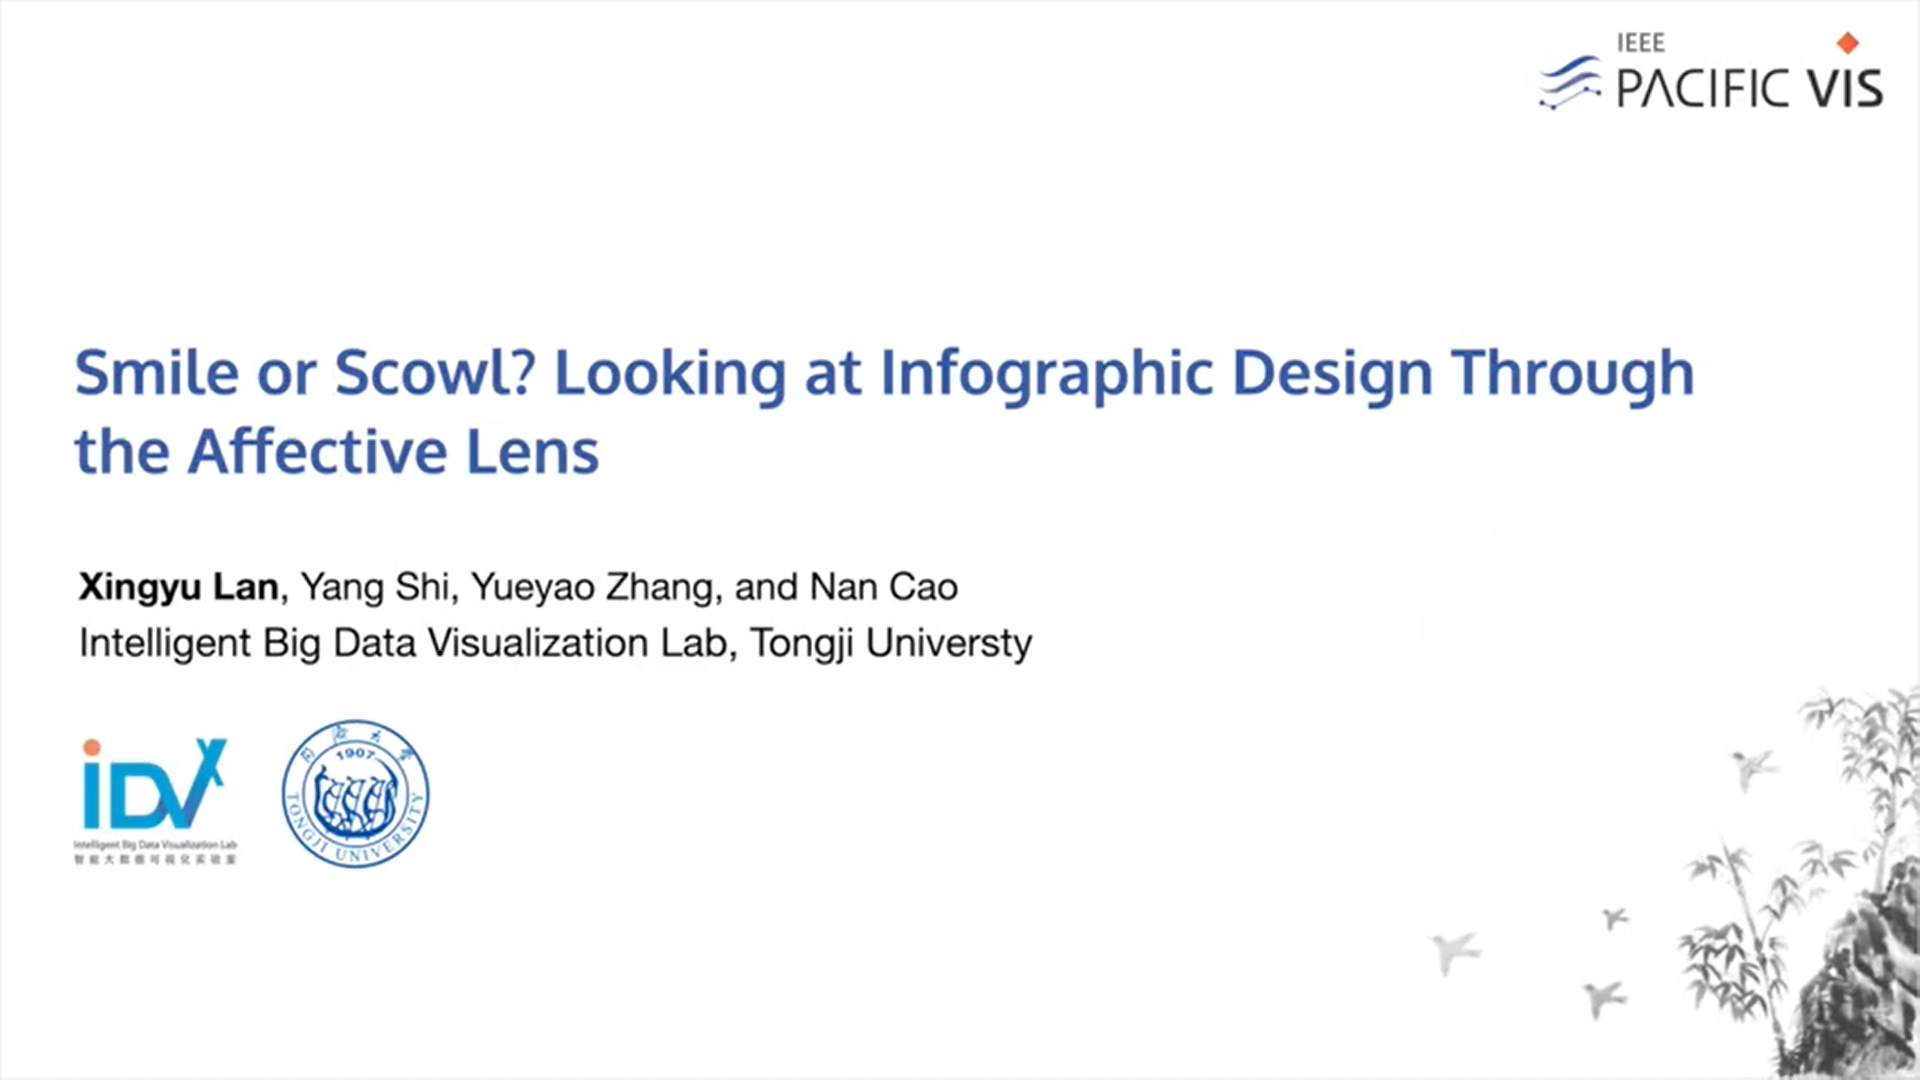 IEEE
PACIFIC VIS
Smile or Scowl? Looking at Infographic Design Through
the Affective Lens
Xingyu Lan, Yang Shi, Yueyao Zhang, and Nan Cao
Intelligent Big Data Visualization Lab, Tongji Universty
iDVX
Intelligent Big Data Visualization Lab
智能大数据可视化实验室
同济大学
1907
TONGJI UNIVERSITY